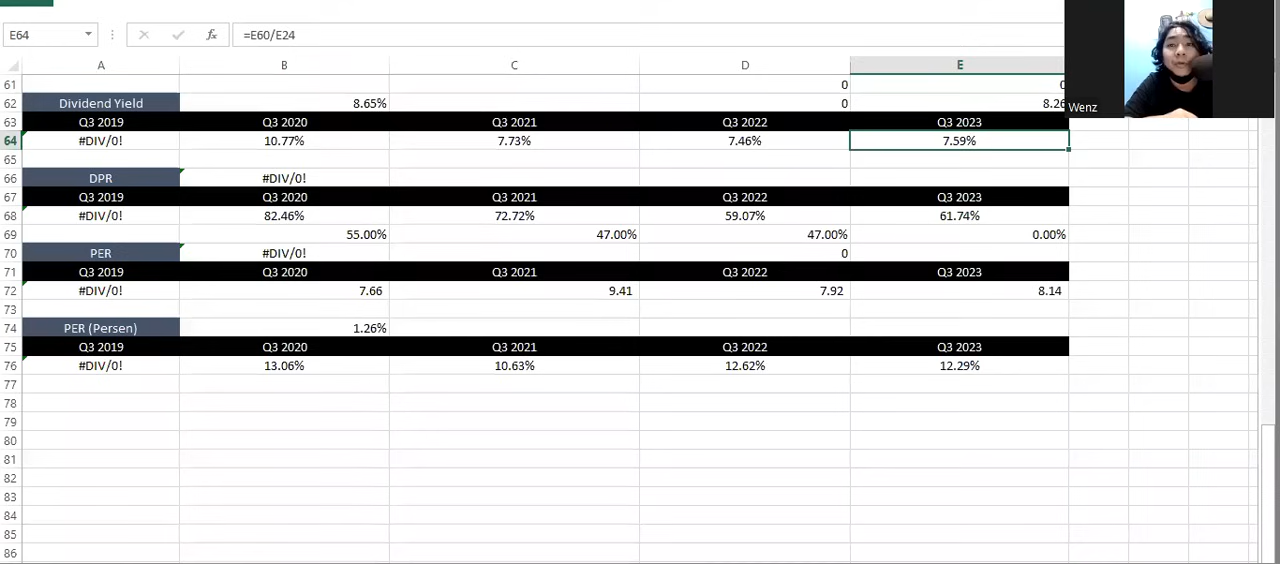 E64 fx =E60/E24
A B C D E
61 0 0
62 Dividend Yield 8.65% 0 8.26
Wenz
63 Q3 2019 Q3 2020 Q3 2021 Q3 2022 Q3 2023
64 #DIV/0! 10.77% 7.73% 7.46% 7.59%
65
66 DPR #DIV/0!
67 Q3 2019 Q3 2020 Q3 2021 Q3 2022 Q3 2023
68 #DIV/0! 82.46% 72.72% 59.07% 61.74%
69 55.00% 47.00% 47.00% 0.00%
70 PER #DIV/0! 0
71 Q3 2019 Q3 2020 Q3 2021 Q3 2022 Q3 2023
72 #DIV/0! 7.66 9.41 7.92 8.14
73
74 PER (Persen) 1.26%
75 Q3 2019 Q3 2020 Q3 2021 Q3 2022 Q3 2023
76 #DIV/0! 13.06% 10.63% 12.62% 12.29%
77
78
79
80
81
82
83
84
85
86